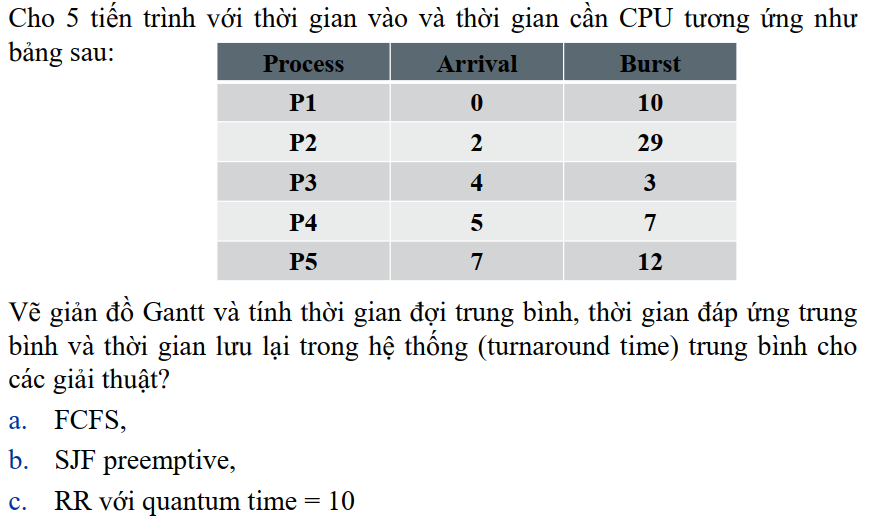 Cho 5 tiến trình với thời gian vào và thời gian cần CPU tương ứng như
bảng sau:
Process Arrival Burst
P1 0 10
P2 2 29
P3 4 3
P4 5 7
P5 7 12
Vẽ giản đồ Gantt và tính thời gian đợi trung bình, thời gian đáp ứng trung
bình và thời gian lưu lại trong hệ thống (turnaround time) trung bình cho
các giải thuật?
a. FCFS,
b. SJF preemptive,
c. RR với quantum time = 10